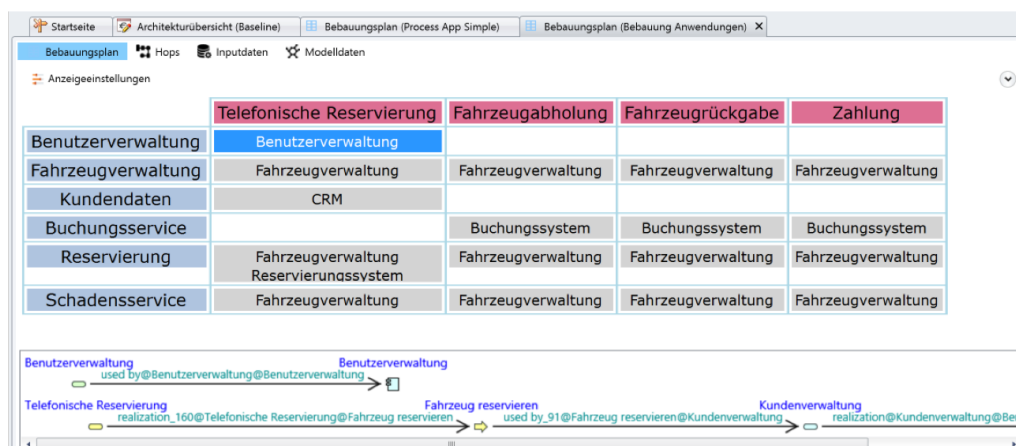 Startseite Architekturübersicht (Baseline) Bebauungsplan (Process App Simple) Bebauungsplan (Bebauung Anwendungen) X
Bebauungsplan Hops Inputdaten Modelldaten
Anzeigeeinstellungen
Telefonische Reservierung Fahrzeugabholung Fahrzeugrückgabe Zahlung
Benutzerverwaltung Benutzerverwaltung
Fahrzeugverwaltung Fahrzeugverwaltung Fahrzeugverwaltung Fahrzeugverwaltung Fahrzeugverwaltung
Kundendaten CRM
Buchungsservice Buchungssystem Buchungssystem Buchungssystem
Reservierung Fahrzeugverwaltung Fahrzeugverwaltung Fahrzeugverwaltung Fahrzeugverwaltung
Reservierungssystem
Schadensservice Fahrzeugverwaltung Fahrzeugverwaltung Fahrzeugverwaltung Fahrzeugverwaltung
Benutzerverwaltung Benutzerverwaltung
used by@Benutzerverwaltung@Benutzerverwaltung
Telefonische Reservierung Fahrzeug reservieren Kundenverwaltung
realization_160@Telefonische Reservierung@Fahrzeug reservieren used by_91@Fahrzeug reservieren@Kundenverwaltung realization@Kundenverwaltung@Be